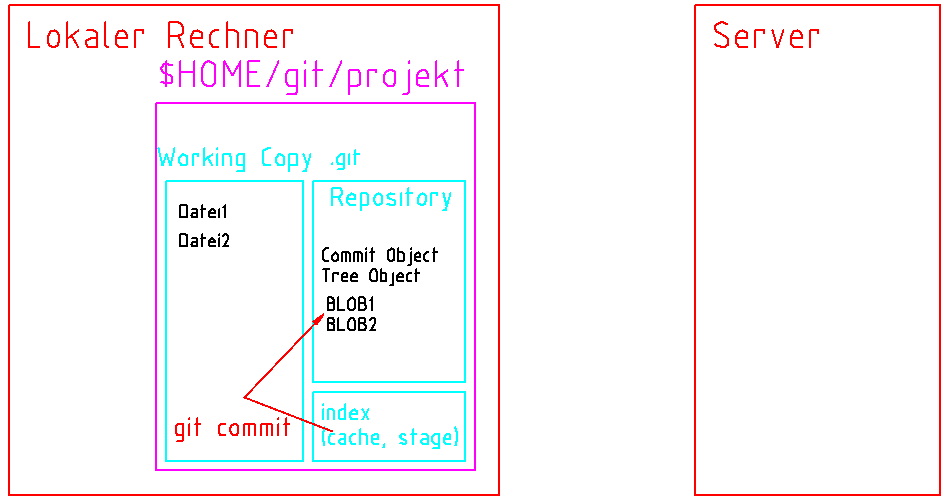 Lokaler Rechner
Server
$HOME/git/projekt
Working Copy
.git
Repository
Datei1
Datei2
Commit Object
Tree Object
BLOB1
BLOB2
git commit
index
(cache, stage)